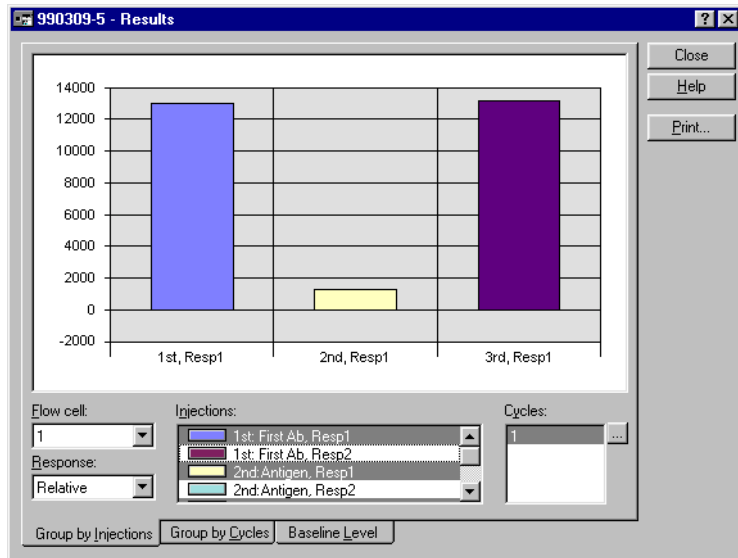 990309-5 - Results
Close
Help
Print...
14000
12000
10000
8000
6000
4000
2000
0
-2000
1st, Resp1
2nd, Resp1
3rd, Resp1
Flow cell:
1
Response:
Relative
Injections:
1st: First Ab, Resp1
1st: First Ab, Resp2
2nd:Antigen, Resp1
2nd:Antigen, Resp2
Cycles:
1
...
Group by Injections
Group by Cycles
Baseline Level